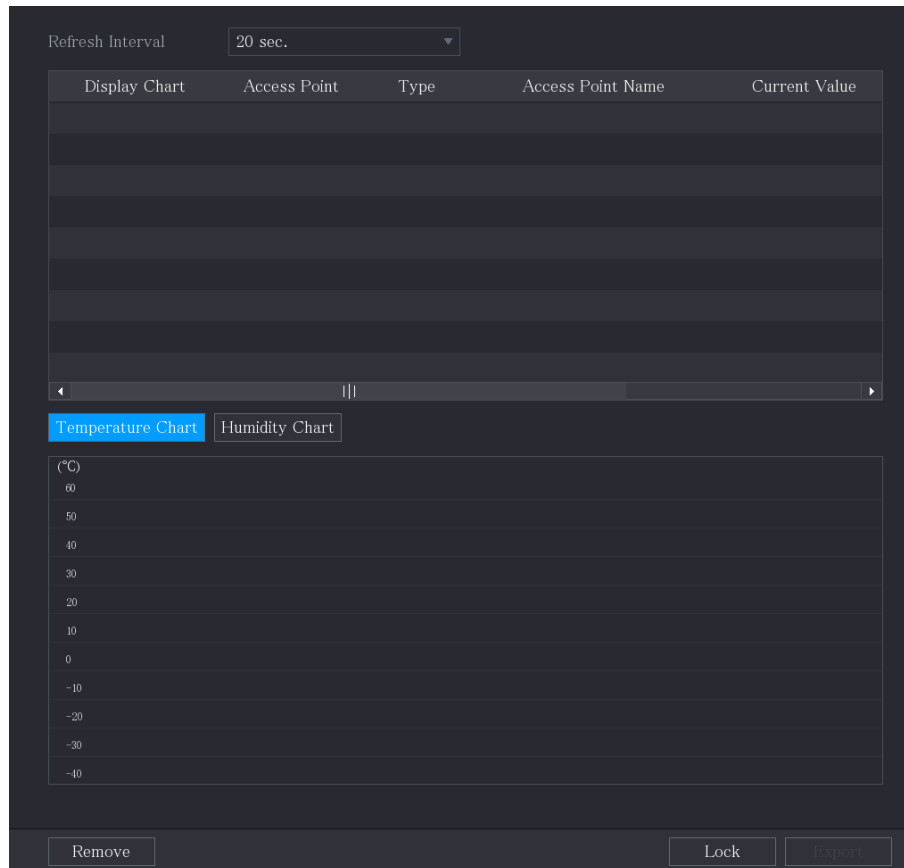 Refresh Interval 20 sec.
Display Chart Access Point Type Access Point Name Current Value
Temperature Chart Humidity Chart
(°C)
60
50
40
30
20
10
0
-10
-20
-30
-40
Remove Lock Export